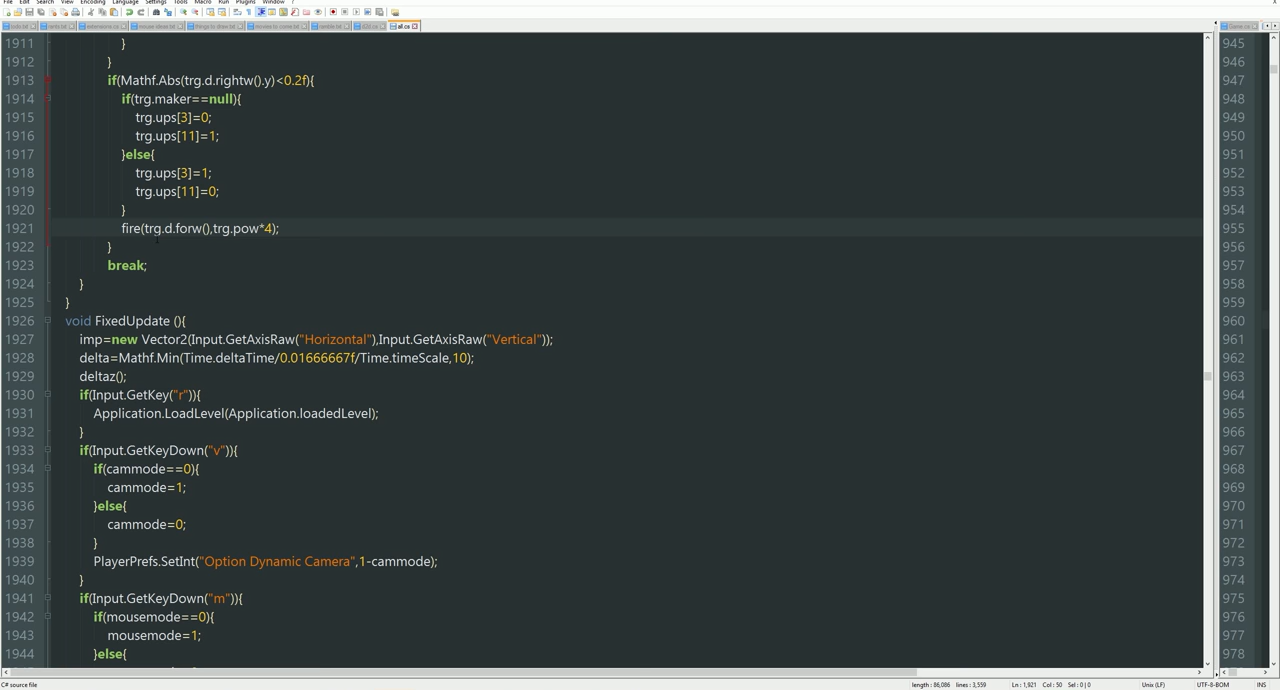 File Edit Search View Encoding Language Settings Tools Macro Run Plugins Window ?
1911 }
1912 }
1913 if(Mathf.Abs(trg.d.rightw().y)<0.2f){
1914 if(trg.maker==null){
1915 trg.ups[3]=0;
1916 trg.ups[11]=1;
1917 }else{
1918 trg.ups[3]=1;
1919 trg.ups[11]=0;
1920 }
1921 fire(trg.d.forw(),trg.pow*4);
1922 }
1923 break;
1924 }
1925 }
1926 void FixedUpdate (){
1927 imp=new Vector2(Input.GetAxisRaw("Horizontal"),Input.GetAxisRaw("Vertical"));
1928 delta=Mathf.Min(Time.deltaTime/0.01666667f/Time.timeScale,10);
1929 deltaz();
1930 if(Input.GetKey("r")){
1931 Application.LoadLevel(Application.loadedLevel);
1932 }
1933 if(Input.GetKeyDown("v")){
1934 if(cammode==0){
1935 cammode=1;
1936 }else{
1937 cammode=0;
1938 }
1939 PlayerPrefs.SetInt("Option Dynamic Camera",1-cammode);
1940 }
1941 if(Input.GetKeyDown("m")){
1942 if(mousemode==0){
1943 mousemode=1;
1944 }else{
945
946
947
948
949
950
951
952
953
954
955
956
957
958
959
960
961
962
963
964
965
966
967
968
969
970
971
972
973
974
975
976
977
978
C# source file length : 86,086 lines : 3,559 Ln : 1,921 Col : 50 Sel : 0 | 0 Unix (LF) UTF-8-BOM INS